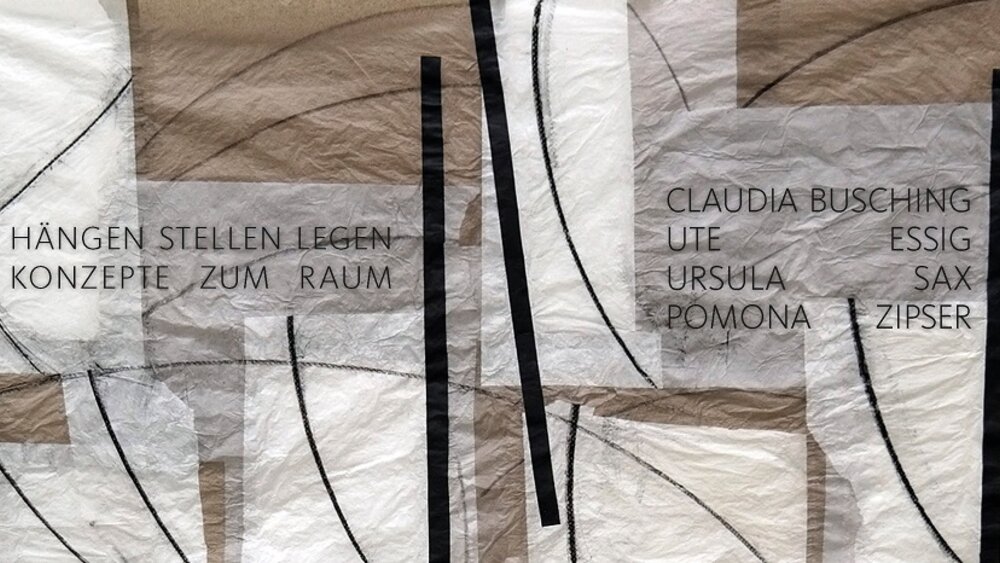 HÄNGEN STELLEN LEGEN
KONZEPTE ZUM RAUM
CLAUDIA BUSCHING
UTE ESSIG
URSULA SAX
POMONA ZIPSER